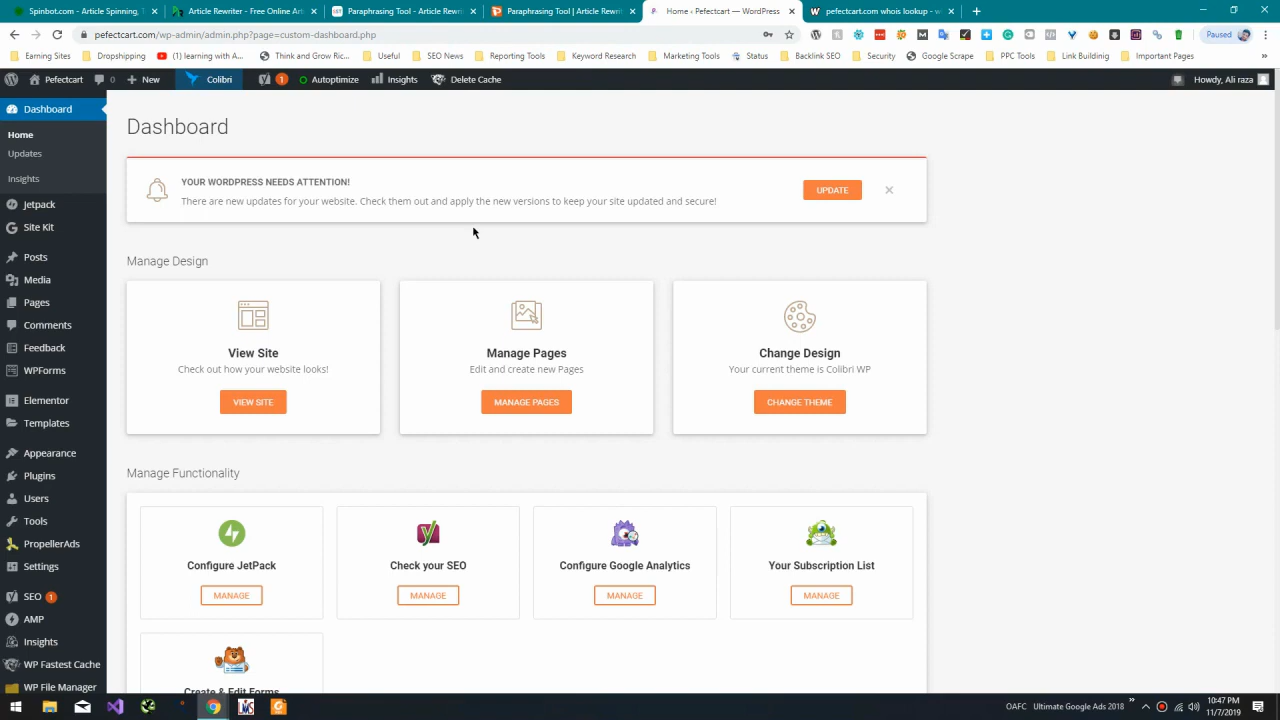 Spinbot.com - Article Spinning, T
Article Rewriter - Free Online Art
Paraphrasing Tool - Article Rewrit
Paraphrasing Tool | Article Rewrit
Home ‹ Pefectcart — WordPress
pefectcart.com whois lookup - w
pefectcart.com/wp-admin/admin.php?page=custom-dashboard.php
Paused
Earning Sites
Dropshipping
(1) learning with A...
Think and Grow Ric...
Useful
SEO News
Reporting Tools
Keyword Research
Marketing Tools
Status
Backlink SEO
Security
Google Scrape
PPC Tools
Link Buildinig
Important Pages
Pefectcart
0
New
Colibri
1
Autoptimize
Insights
Delete Cache
Howdy, Ali raza
Dashboard
Home
Updates
Insights
Jetpack
Site Kit
Posts
Media
Pages
Comments
Feedback
WPForms
Elementor
Templates
Appearance
Plugins
Users
Tools
PropellerAds
Settings
SEO 1
AMP
Insights
WP Fastest Cache
WP File Manager
Dashboard
YOUR WORDPRESS NEEDS ATTENTION!
There are new updates for your website. Check them out and apply the new versions to keep your site updated and secure!
UPDATE
Manage Design
View Site
Check out how your website looks!
VIEW SITE
Manage Pages
Edit and create new Pages
MANAGE PAGES
Change Design
Your current theme is Colibri WP
CHANGE THEME
Manage Functionality
Configure JetPack
MANAGE
Check your SEO
MANAGE
Configure Google Analytics
MANAGE
Your Subscription List
MANAGE
Create & Edit Forms
OAFC
Ultimate Google Ads 2018
10:47 PM
11/7/2019